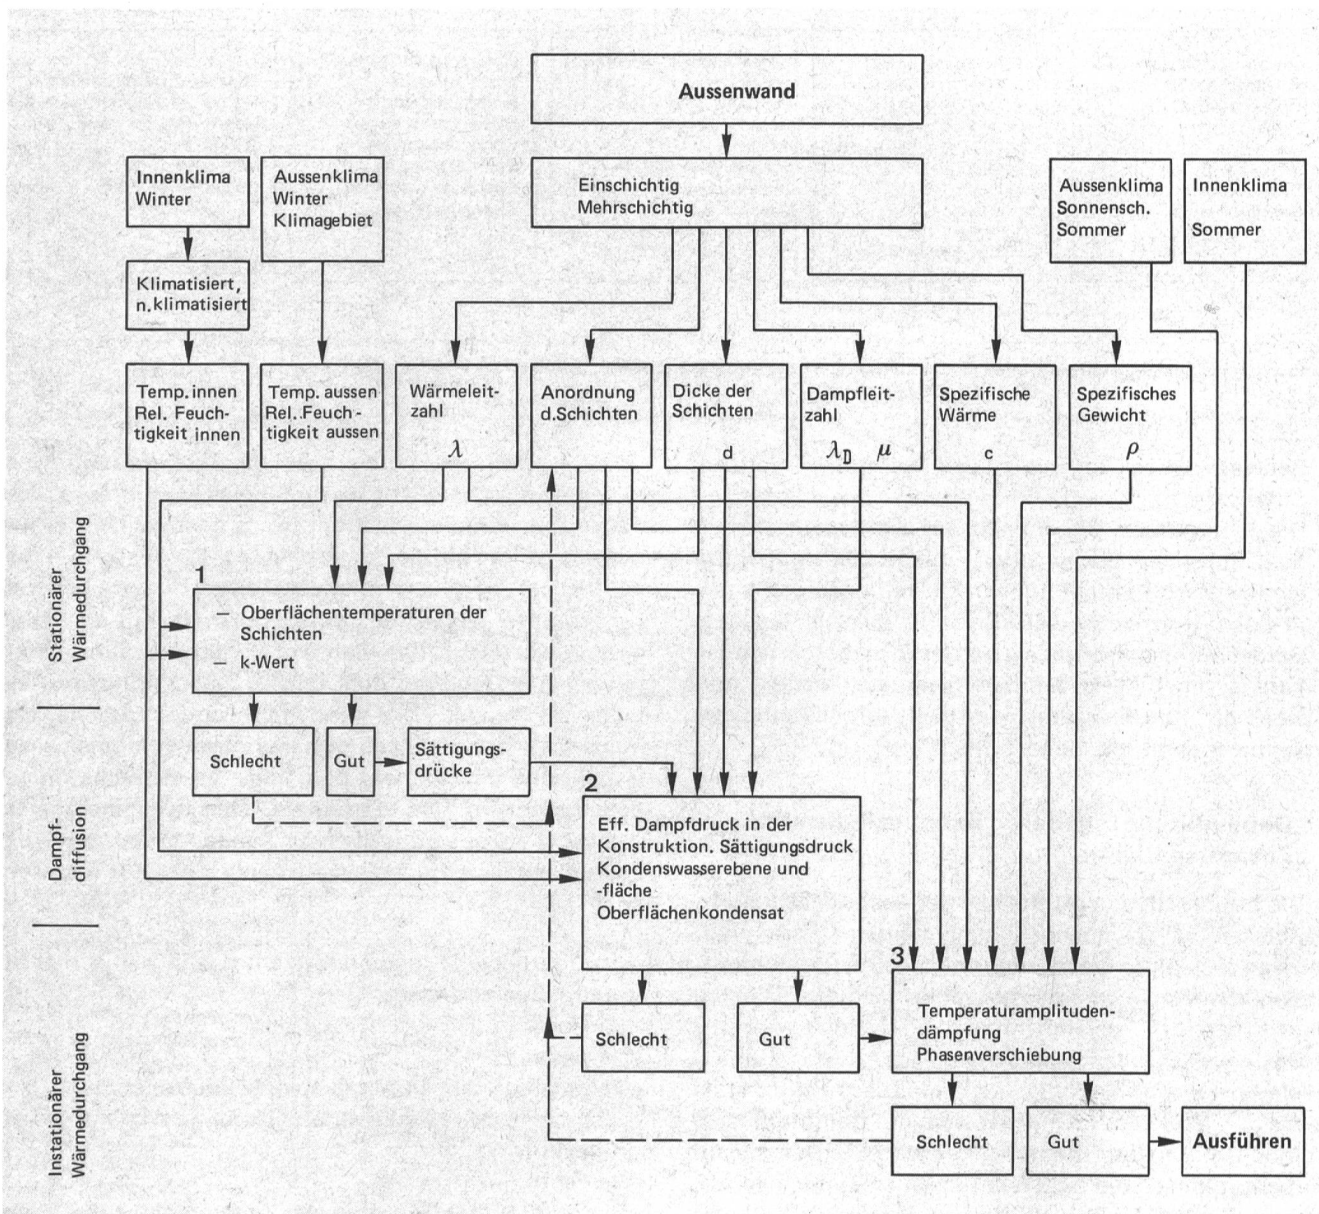 Aussenwand
Innenklima
Winter
Aussenklima
Winter
Klimagebiet
Einschichtig
Mehrschichtig
Aussenklima
Sonnensch.
Sommer
Innenklima
Sommer
Klimatisiert,
n.klimatisiert
Temp.innen
Rel. Feuch-
tigkeit innen
Temp. aussen
Rel. Feuch-
tigkeit aussen
Wärmeleit-
zahl
λ
Anordnung
d.Schichten
Dicke der
Schichten
d
Dampfleit-
zahl
λD μ
Spezifische
Wärme
c
Spezifisches
Gewicht
ρ
Stationärer
Wärmedurchgang
1
– Oberflächentemperaturen der
Schichten
– k-Wert
Schlecht
Gut
Sättigungs-
drücke
Dampf-
diffusion
2
Eff. Dampfdruck in der
Konstruktion. Sättigungsdruck
Kondenswasserebene und
-fläche
Oberflächenkondensat
Schlecht
Gut
Instationärer
Wärmedurchgang
3
Temperaturamplituden-
dämpfung
Phasenverschiebung
Schlecht
Gut
Ausführen